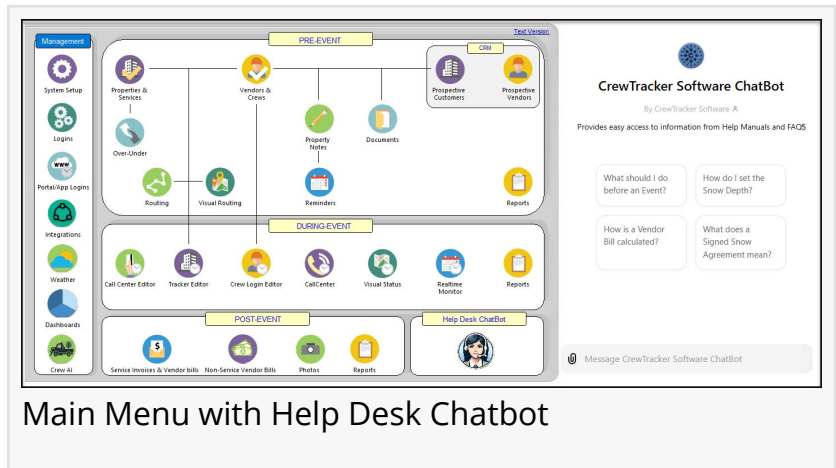 Text Version
Management
System Setup
Logins
Portal/App Logins
Integrations
Weather
Dashboards
Crew AI
PRE-EVENT
CRM
Properties &
Services
Vendors &
Crews
Prospective
Customers
Prospective
Vendors
Over-Under
Property
Notes
Documents
Routing
Visual Routing
Reminders
Reports
DURING-EVENT
Call Center Editor
Tracker Editor
Crew Login Editor
CallCenter
Visual Status
Realtime
Monitor
Reports
POST-EVENT
Service Invoices & Vendor bills
Non-Service Vendor Bills
Photos
Reports
Help Desk ChatBot
CrewTracker Software ChatBot
By CrewTracker Software
Provides easy access to information from Help Manuals and FAQS
What should I do
before an Event?
How do I set the
Snow Depth?
How is a Vendor
Bill calculated?
What does a
Signed Snow
Agreement mean?
Message CrewTracker Software ChatBot
Main Menu with Help Desk Chatbot